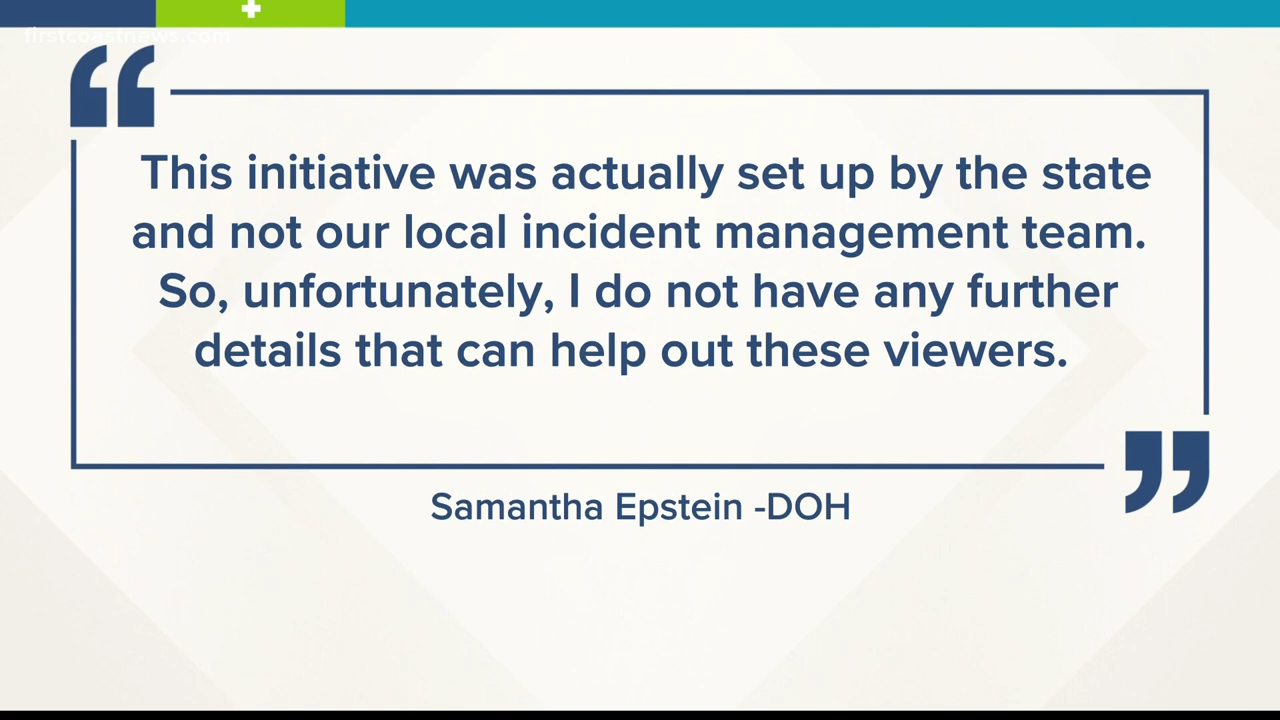 firstcoastnews.com
“
This initiative was actually set up by the state
and not our local incident management team.
So, unfortunately, I do not have any further
details that can help out these viewers.
”
Samantha Epstein -DOH